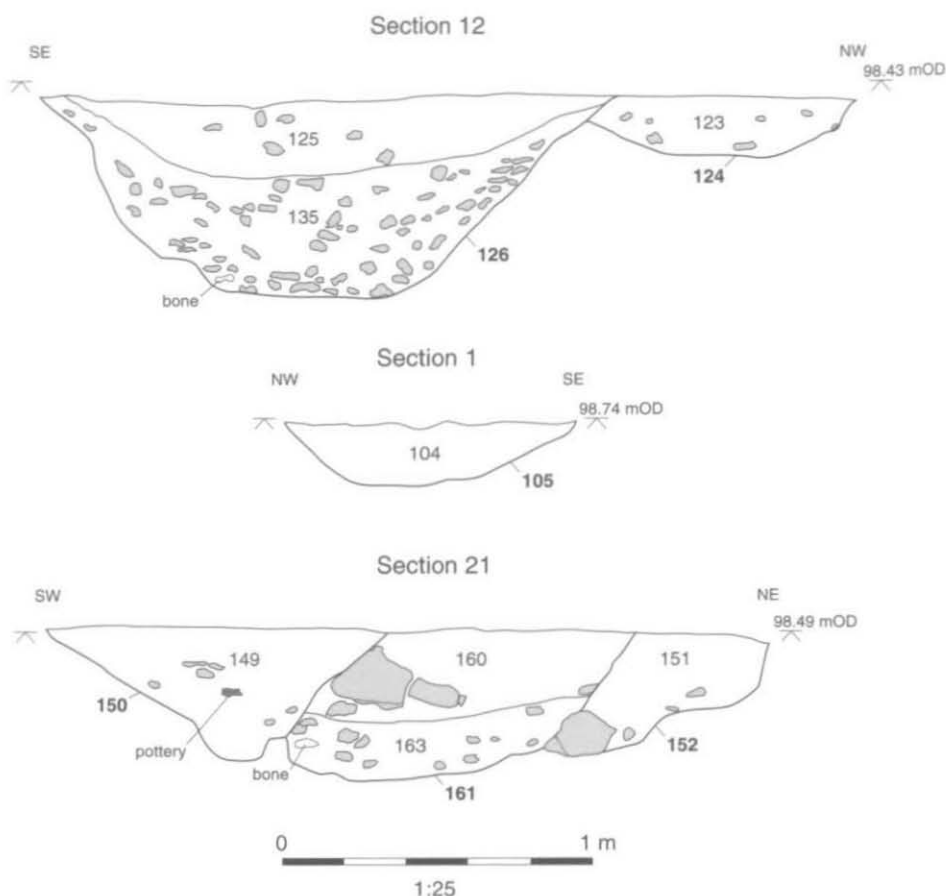 Section 12
SE
NW
98.43 mOD
125
123
124
135
126
bone
Section 1
NW
SE
98.74 mOD
104
105
Section 21
SW
NE
98.49 mOD
149
160
151
150
152
pottery
163
bone
161
0 1 m
1:25